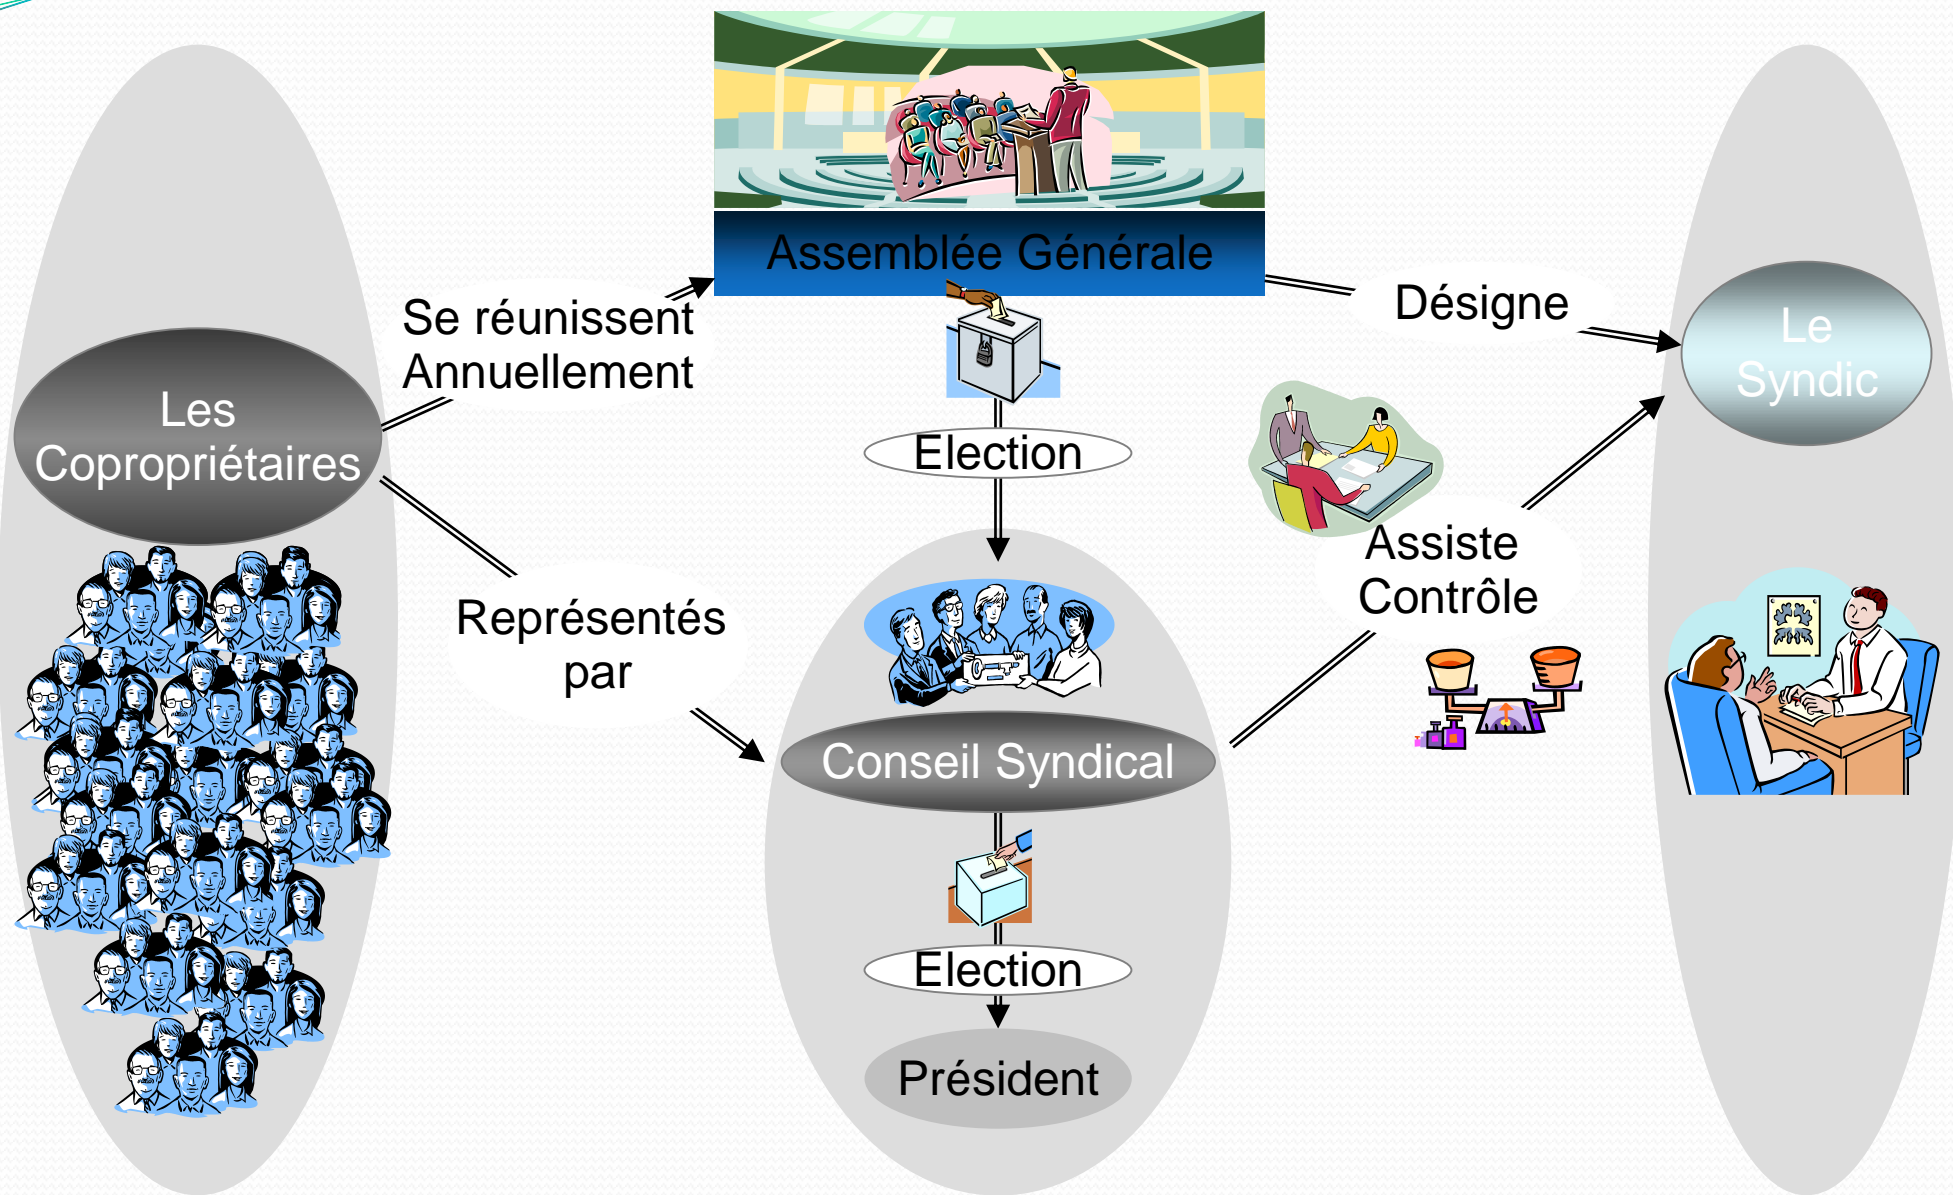 Assemblée Générale
Se réunissent
Annuellement
Désigne
Le
Syndic
Les
Copropriétaires
Election
Assiste
Contrôle
Représentés
par
Conseil Syndical
Election
Président